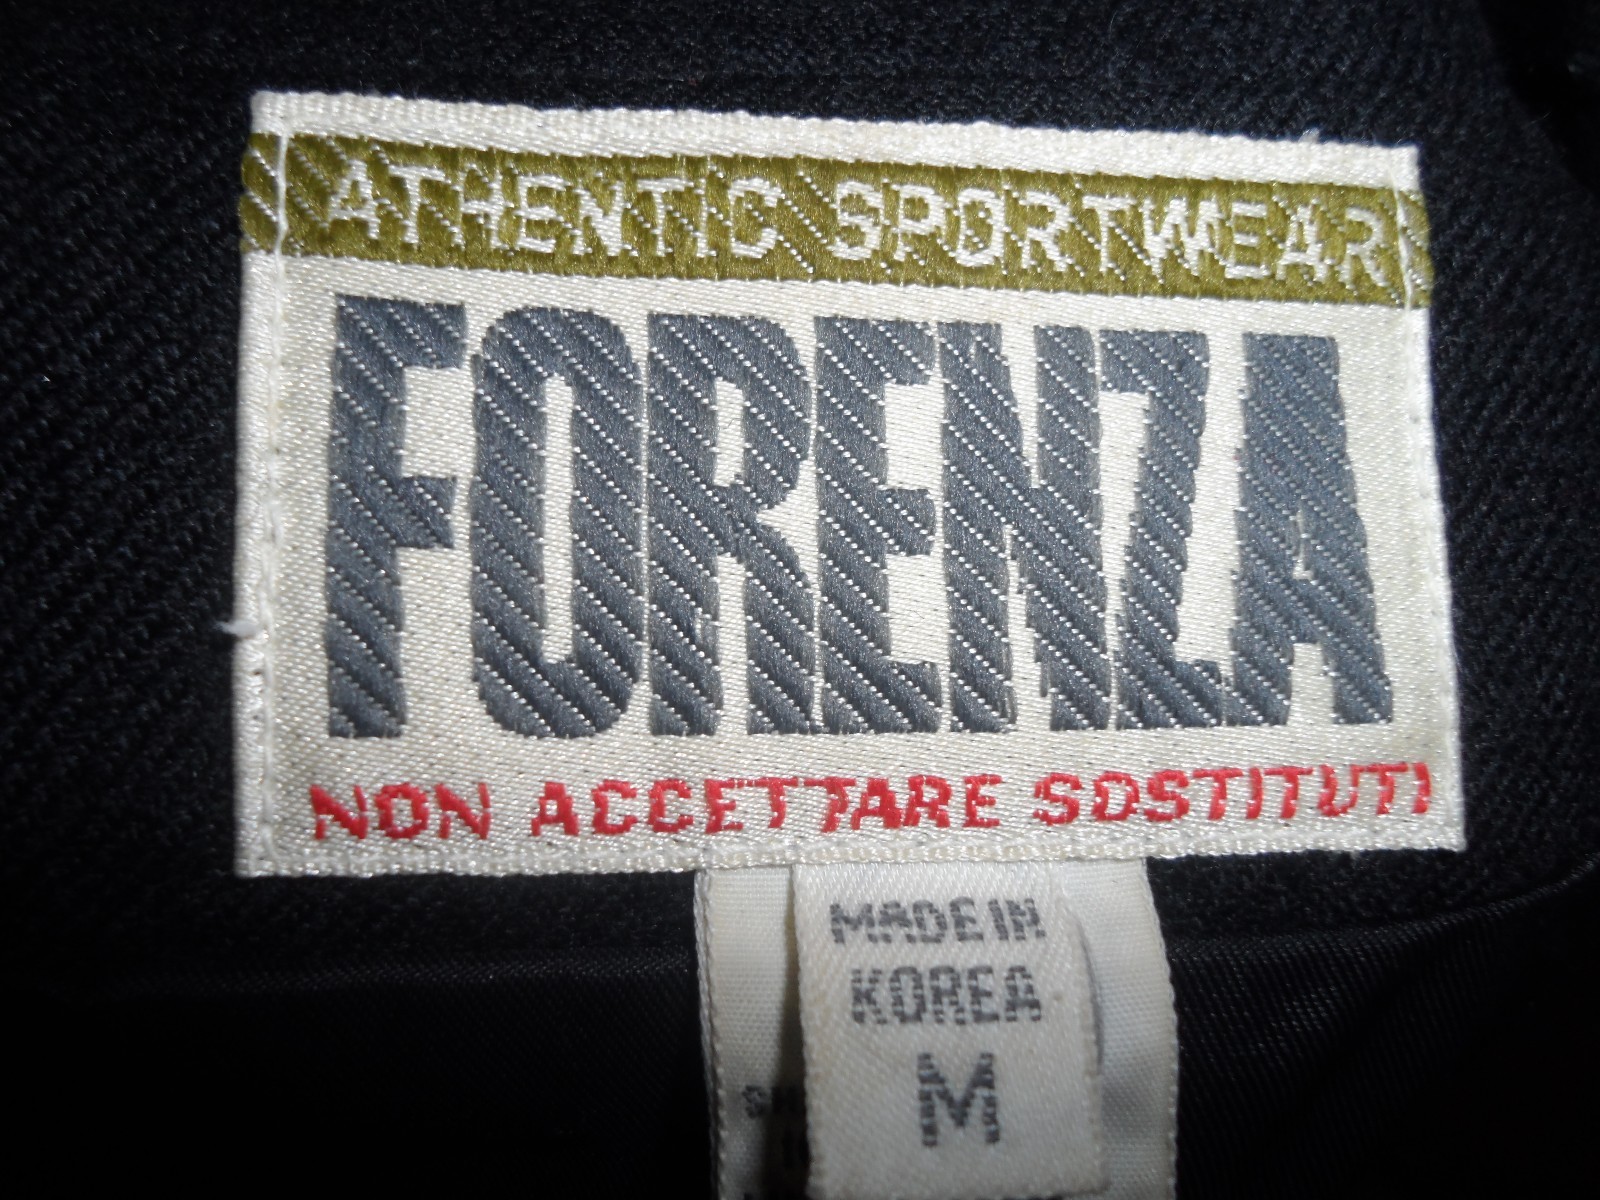 ATHENTIC SPORTWEAR
FORENZA
NON ACCETTARE SOSTITUTI
MADE IN
KOREA
M